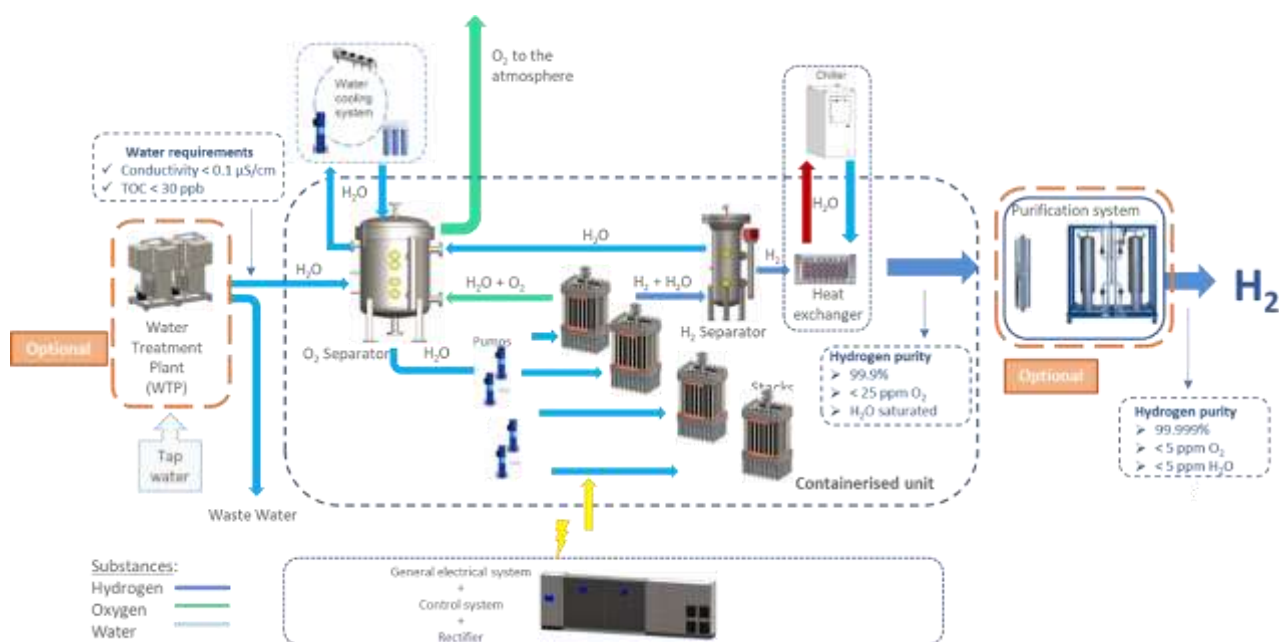 O2 to the
atmosphere
Water
cooling
system
Chiller
Water requirements
✓ Conductivity < 0.1 µS/cm
✓ TOC < 30 ppb
H2O
H2O
Purification system
H2O
H2O
H2
H2O + O2
H2 + H2O
Heat
exchanger
H2 Separator
H2
Water
Treatment
Plant
(WTP)
Optional
O2 Separator
H2O
Pumps
Stacks
Hydrogen purity
➢ 99.9%
➢ < 25 ppm O2
➢ H2O saturated
Optional
Hydrogen purity
➢ 99.999%
➢ < 5 ppm O2
➢ < 5 ppm H2O
Tap
water
Containerised unit
Waste Water
Substances:
Hydrogen
Oxygen
Water
General electrical system
+
Control system
+
Rectifier